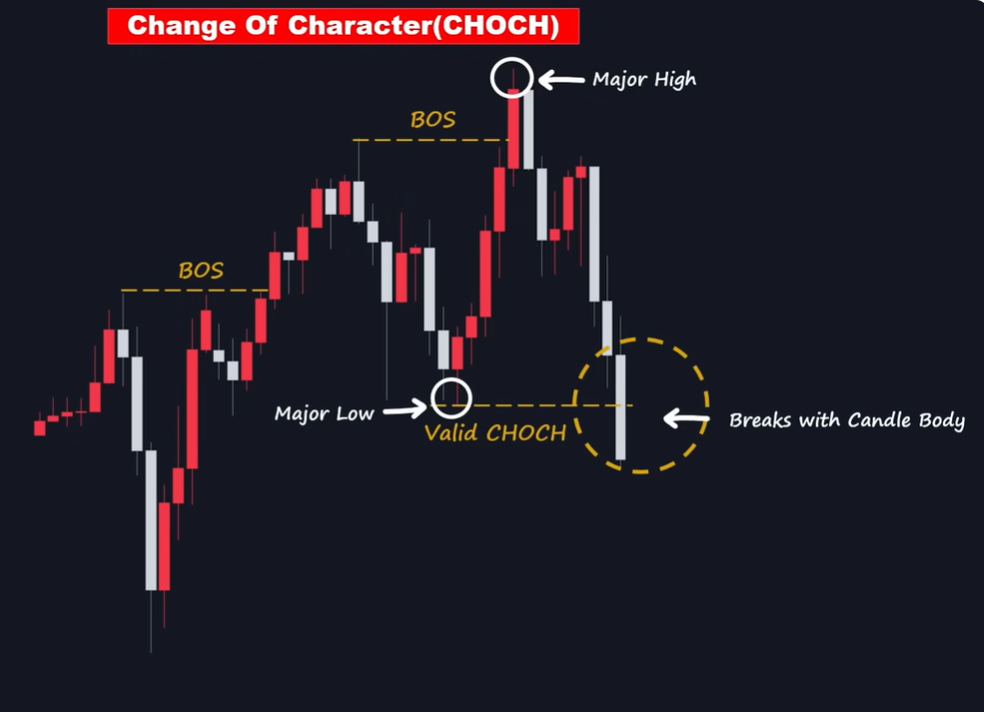 Change Of Character(CHOCH)
Major High
BOS
BOS
Major Low
Valid CHOCH
Breaks with Candle Body